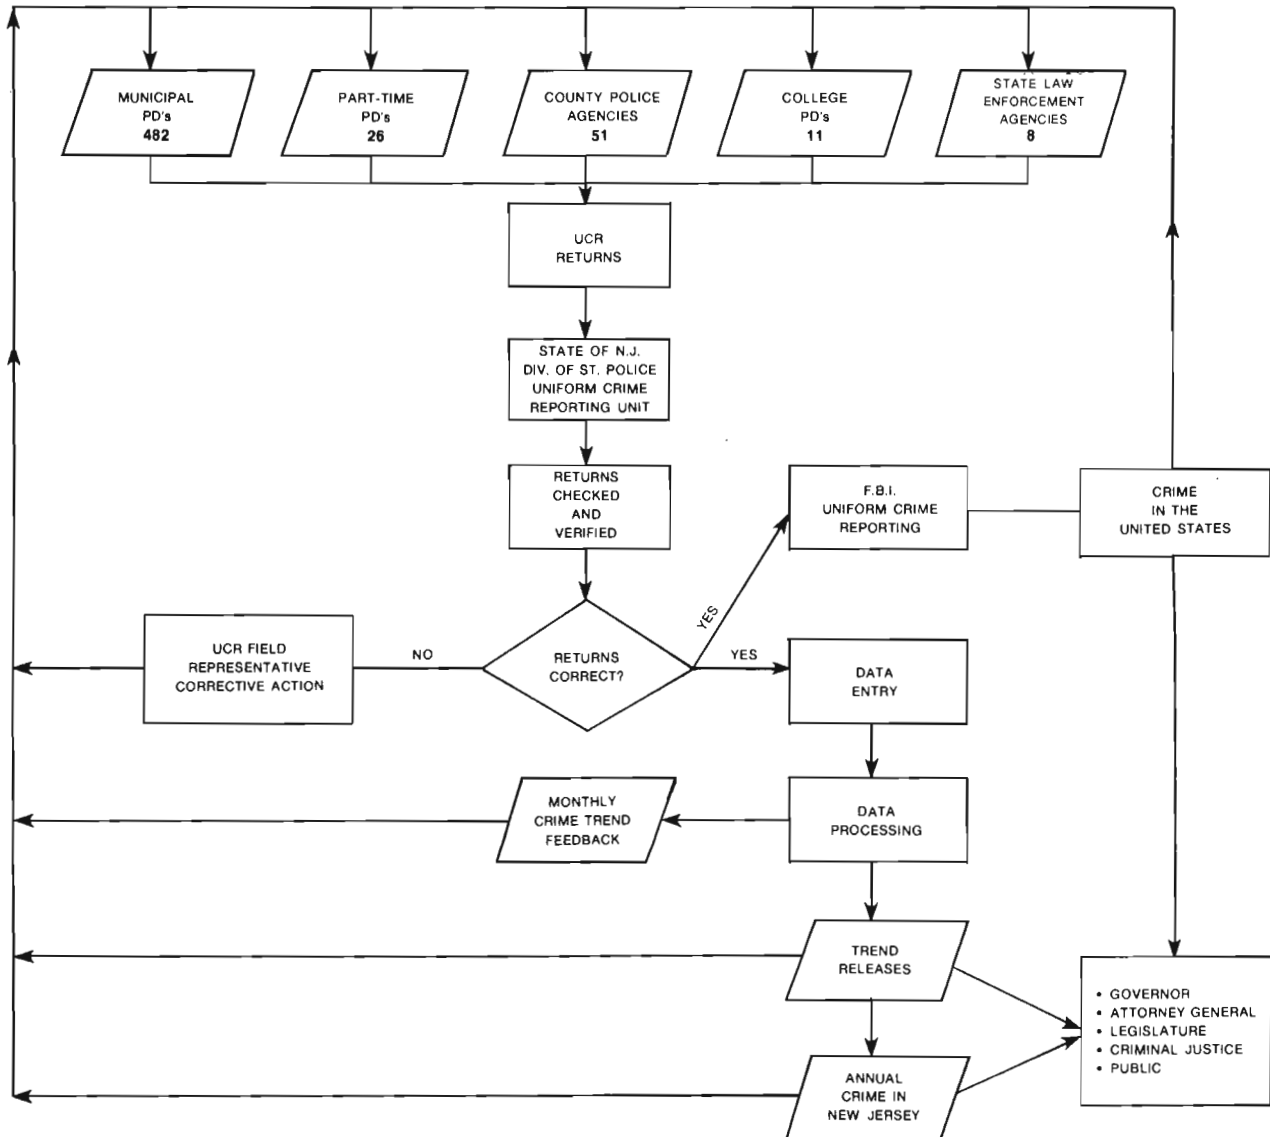 MUNICIPAL
PD's
482
PART-TIME
PD's
26
COUNTY POLICE
AGENCIES
51
COLLEGE
PD's
11
STATE LAW
ENFORCEMENT
AGENCIES
8
UCR
RETURNS
STATE OF N.J.
DIV. OF ST. POLICE
UNIFORM CRIME
REPORTING UNIT
RETURNS
CHECKED
AND
VERIFIED
F.B.I.
UNIFORM CRIME
REPORTING
CRIME
IN THE
UNITED STATES
YES
UCR FIELD
REPRESENTATIVE
CORRECTIVE ACTION
NO
RETURNS
CORRECT?
YES
DATA
ENTRY
MONTHLY
CRIME TREND
FEEDBACK
DATA
PROCESSING
TREND
RELEASES
• GOVERNOR
• ATTORNEY GENERAL
• LEGISLATURE
• CRIMINAL JUSTICE
• PUBLIC
ANNUAL
CRIME IN
NEW JERSEY